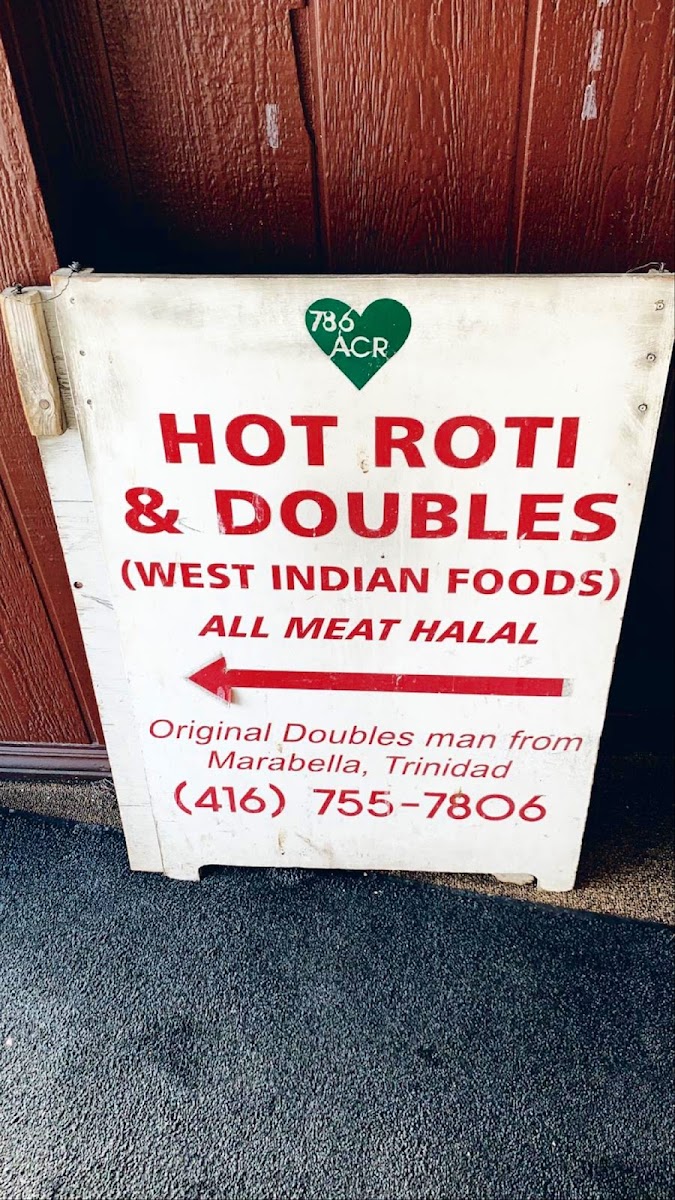 786
ACR
HOT ROTI
& DOUBLES
(WEST INDIAN FOODS)
ALL MEAT HALAL
Original Doubles man from
Marabella, Trinidad
(416) 755-7806